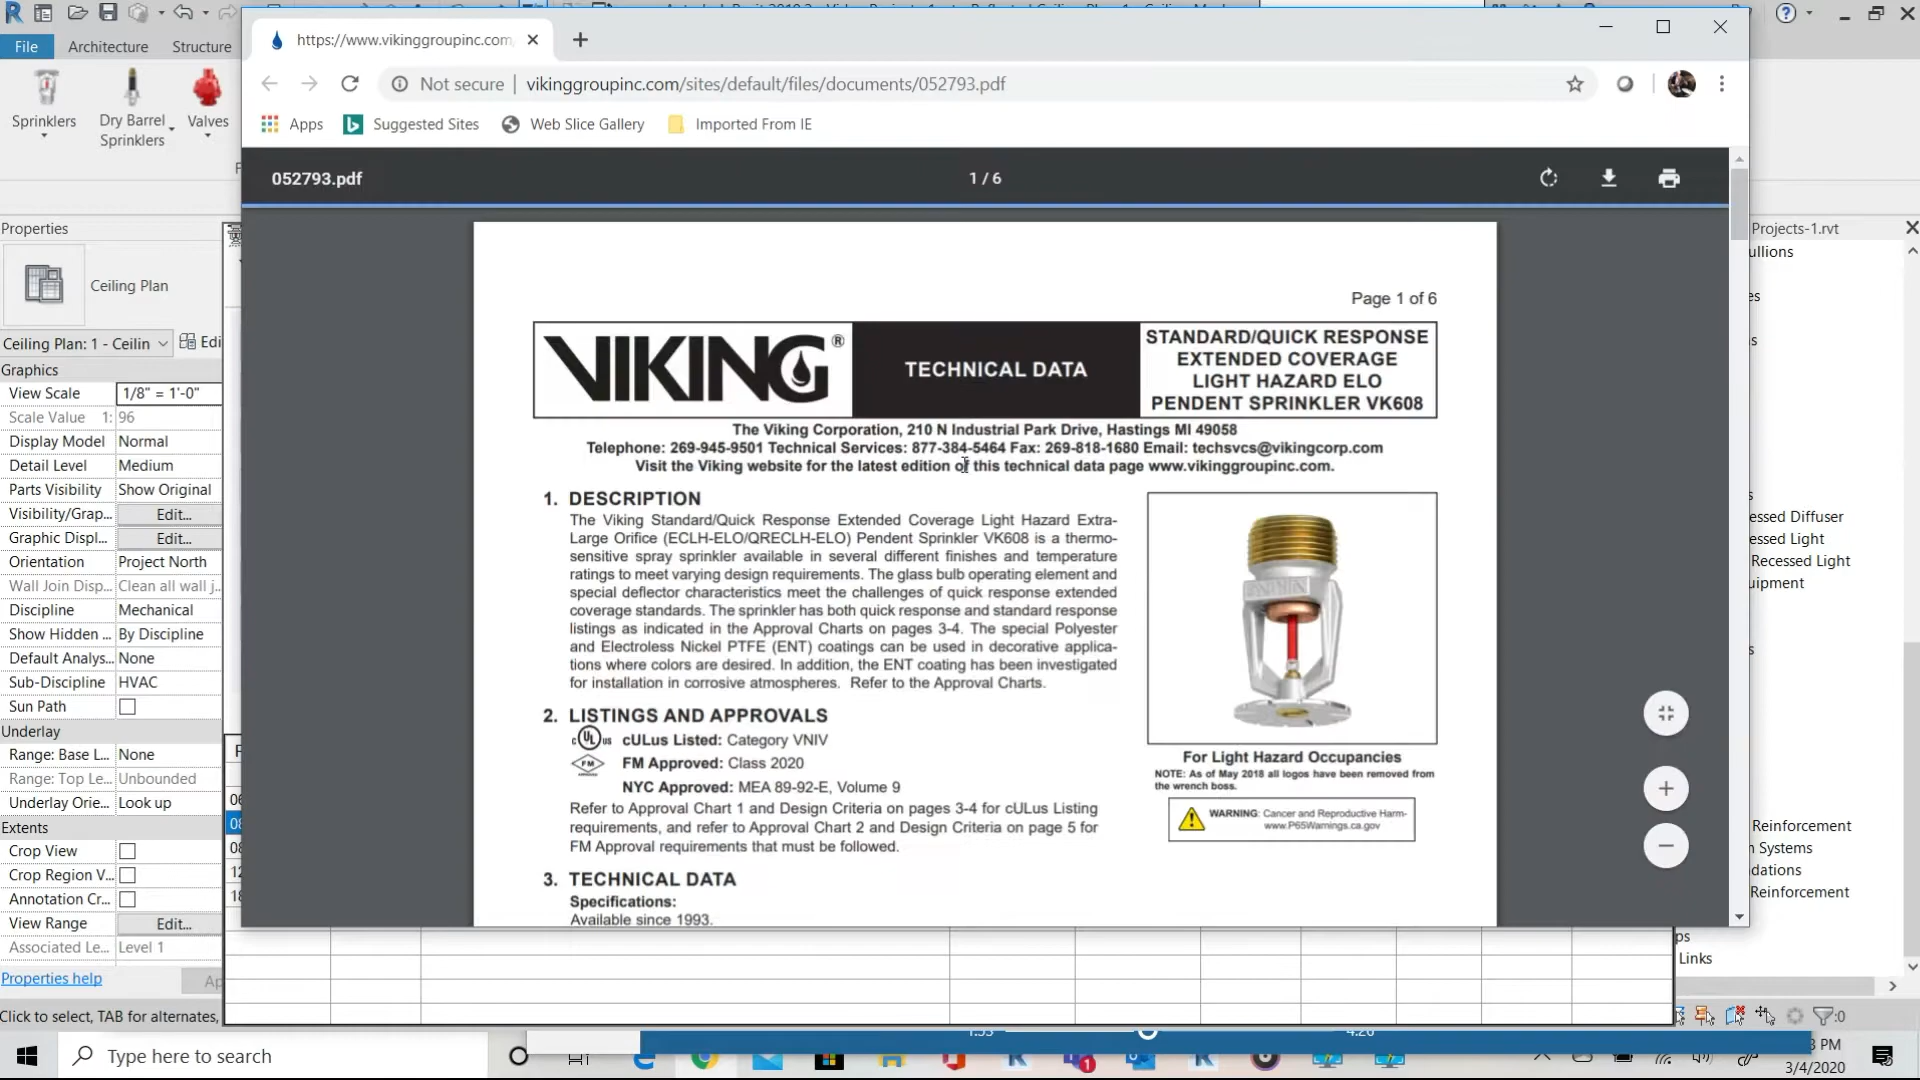 https://www.vikinggroupinc.com
Not secure
vikinggroupinc.com/sites/default/files/documents/052793.pdf
Apps
Suggested Sites
Web Slice Gallery
Imported From IE
052793.pdf
1 / 6
File
Architecture
Structure
Sprinklers
Dry Barrel
Sprinklers
Valves
Properties
Ceiling Plan
Ceiling Plan: 1 - Ceilin
Edi
Graphics
View Scale
1/8" = 1'-0"
Scale Value 1:
96
Display Model
Normal
Detail Level
Medium
Parts Visibility
Show Original
Visibility/Grap...
Edit...
Graphic Displ...
Edit...
Orientation
Project North
Wall Join Disp...
Clean all wall j...
Discipline
Mechanical
Show Hidden ...
By Discipline
Default Analys...
None
Sub-Discipline
HVAC
Sun Path
Underlay
Range: Base L...
None
Range: Top Le...
Unbounded
Underlay Orie...
Look up
Extents
Crop View
Crop Region V...
Annotation Cr...
View Range
Edit...
Associated Le...
Level 1
Properties help
Ap
Click to select, TAB for alternates,
Page 1 of 6
VIKING®
TECHNICAL DATA
STANDARD/QUICK RESPONSE
EXTENDED COVERAGE
LIGHT HAZARD ELO
PENDENT SPRINKLER VK608
The Viking Corporation, 210 N Industrial Park Drive, Hastings MI 49058
Telephone: 269-945-9501 Technical Services: 877-384-5464 Fax: 269-818-1680 Email: techsvcs@vikingcorp.com
Visit the Viking website for the latest edition of this technical data page www.vikinggroupinc.com.
1. DESCRIPTION
The Viking Standard/Quick Response Extended Coverage Light Hazard Extra-
Large Orifice (ECLH-ELO/QRECLH-ELO) Pendent Sprinkler VK608 is a thermo-
sensitive spray sprinkler available in several different finishes and temperature
ratings to meet varying design requirements. The glass bulb operating element and
special deflector characteristics meet the challenges of quick response extended
coverage standards. The sprinkler has both quick response and standard response
listings as indicated in the Approval Charts on pages 3-4. The special Polyester
and Electroless Nickel PTFE (ENT) coatings can be used in decorative applica-
tions where colors are desired. In addition, the ENT coating has been investigated
for installation in corrosive atmospheres. Refer to the Approval Charts.
2. LISTINGS AND APPROVALS
cULus Listed: Category VNIV
FM Approved: Class 2020
NYC Approved: MEA 89-92-E, Volume 9
Refer to Approval Chart 1 and Design Criteria on pages 3-4 for cULus Listing
requirements, and refer to Approval Chart 2 and Design Criteria on page 5 for
FM Approval requirements that must be followed.
3. TECHNICAL DATA
Specifications:
Available since 1993.
For Light Hazard Occupancies
NOTE: As of May 2018 all logos have been removed from
the wrench boss.
WARNING: Cancer and Reproductive Harm-
www.P65Warnings.ca.gov
Projects-1.rvt
ullions
es
s
s
essed Diffuser
essed Light
Recessed Light
uipment
s
Reinforcement
n Systems
dations
Reinforcement
ps
Links
:0
1:53
4:26
Type here to search
PM
3/4/2020